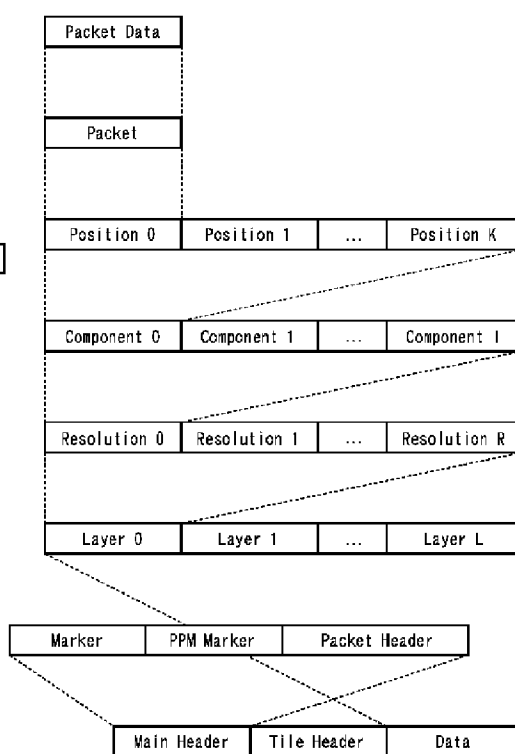 Packet Data
Packet
Position 0 Position 1 ... Position K
Component 0 Component 1 ... Component I
Resolution 0 Resolution 1 ... Resolution R
Layer 0 Layer 1 ... Layer L
Marker PPM Marker Packet Header
Main Header Tile Header Data